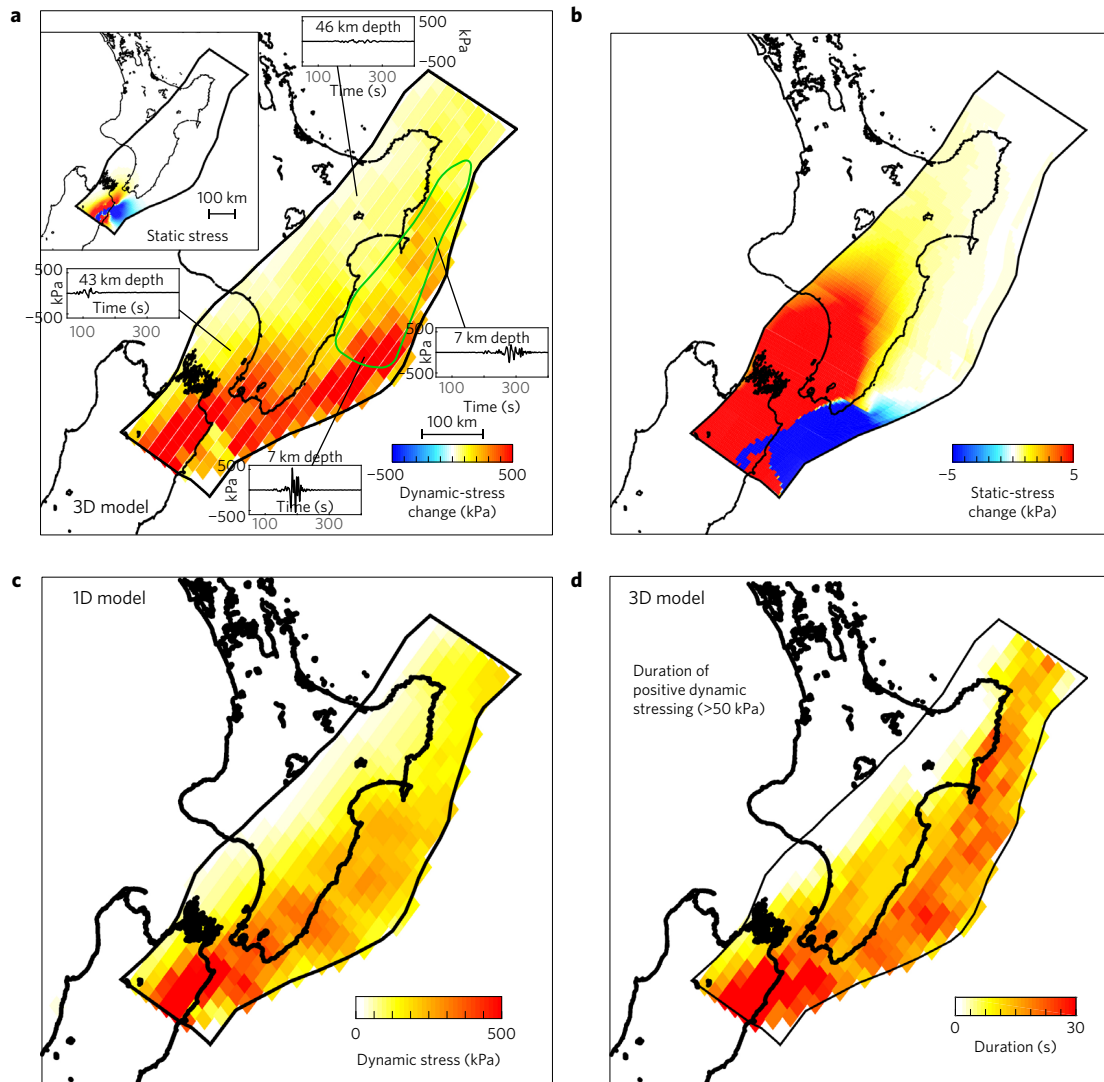 a
46 km depth
500
kPa
−500
100
300
Time (s)
100 km
Static stress
43 km depth
500
kPa
−500
Time (s)
100
300
500
7 km depth
kPa
−500
100
300
Time (s)
100 km
−500
500
Dynamic-stress
change (kPa)
7 km depth
500
kPa
−500
Time (s)
100
300
3D model
b
−5
5
Static-stress
change (kPa)
c
1D model
0
500
Dynamic stress (kPa)
d
3D model
Duration of
positive dynamic
stressing (>50 kPa)
0
30
Duration (s)